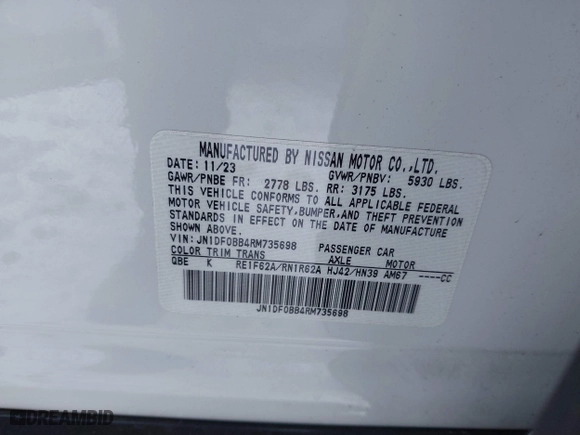 MANUFACTURED BY NISSAN MOTOR CO.,LTD.
DATE: 11/23 GVWR/PNBV: 5930 LBS.
GAWR/PNBE FR: 2778 LBS. RR: 3175 LBS.
THIS VEHICLE CONFORMS TO ALL APPLICABLE FEDERAL
MOTOR VEHICLE SAFETY,BUMPER,AND THEFT PREVENTION
STANDARDS IN EFFECT ON THE DATE OF MANUFACTURE
SHOWN ABOVE.
VIN: JN1DF0BB4RM735698 PASSENGER CAR
COLOR TRIM TRANS AXLE MOTOR
QBE K RE1F62A/RN1R62A HJ42/HN39 AM67 -----CC
JN1DF0BB4RM735698
DREAMBID